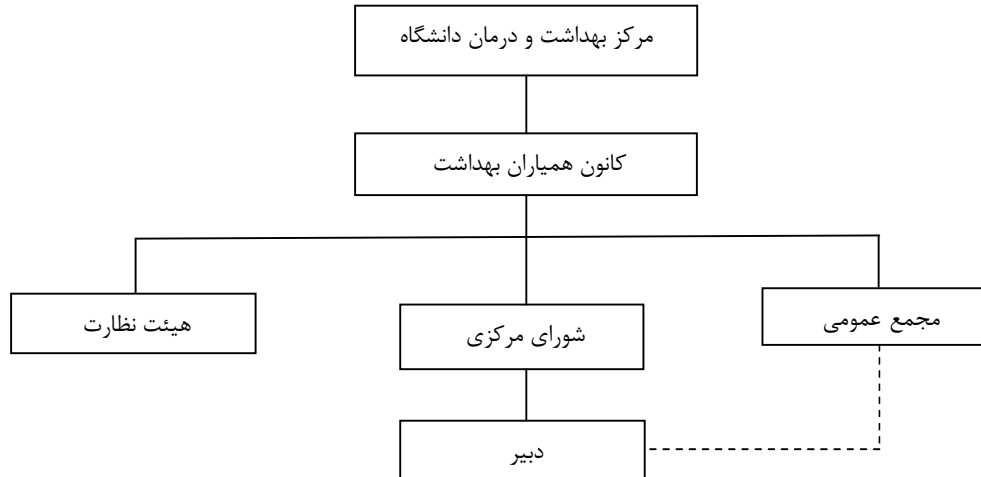 مرکز بهداشت و درمان دانشگاه
کانون همیاران بهداشت
مجمع عمومی
شورای مرکزی
هیئت نظارت
دبیر